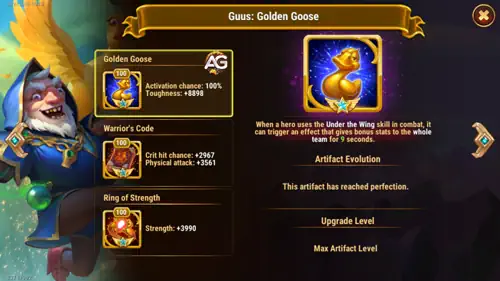 Guus: Golden Goose
Golden Goose
AG
100
Activation chance: 100%
Toughness: +8898
Warrior's Code
100
Crit hit chance: +2967
Physical attack: +3561
Ring of Strength
100
Strength: +3990
When a hero uses the Under the Wing skill in combat, it
can trigger an effect that gives bonus stats to the whole
team for 9 seconds.
Artifact Evolution
This artifact has reached perfection.
Upgrade Level
Max Artifact Level